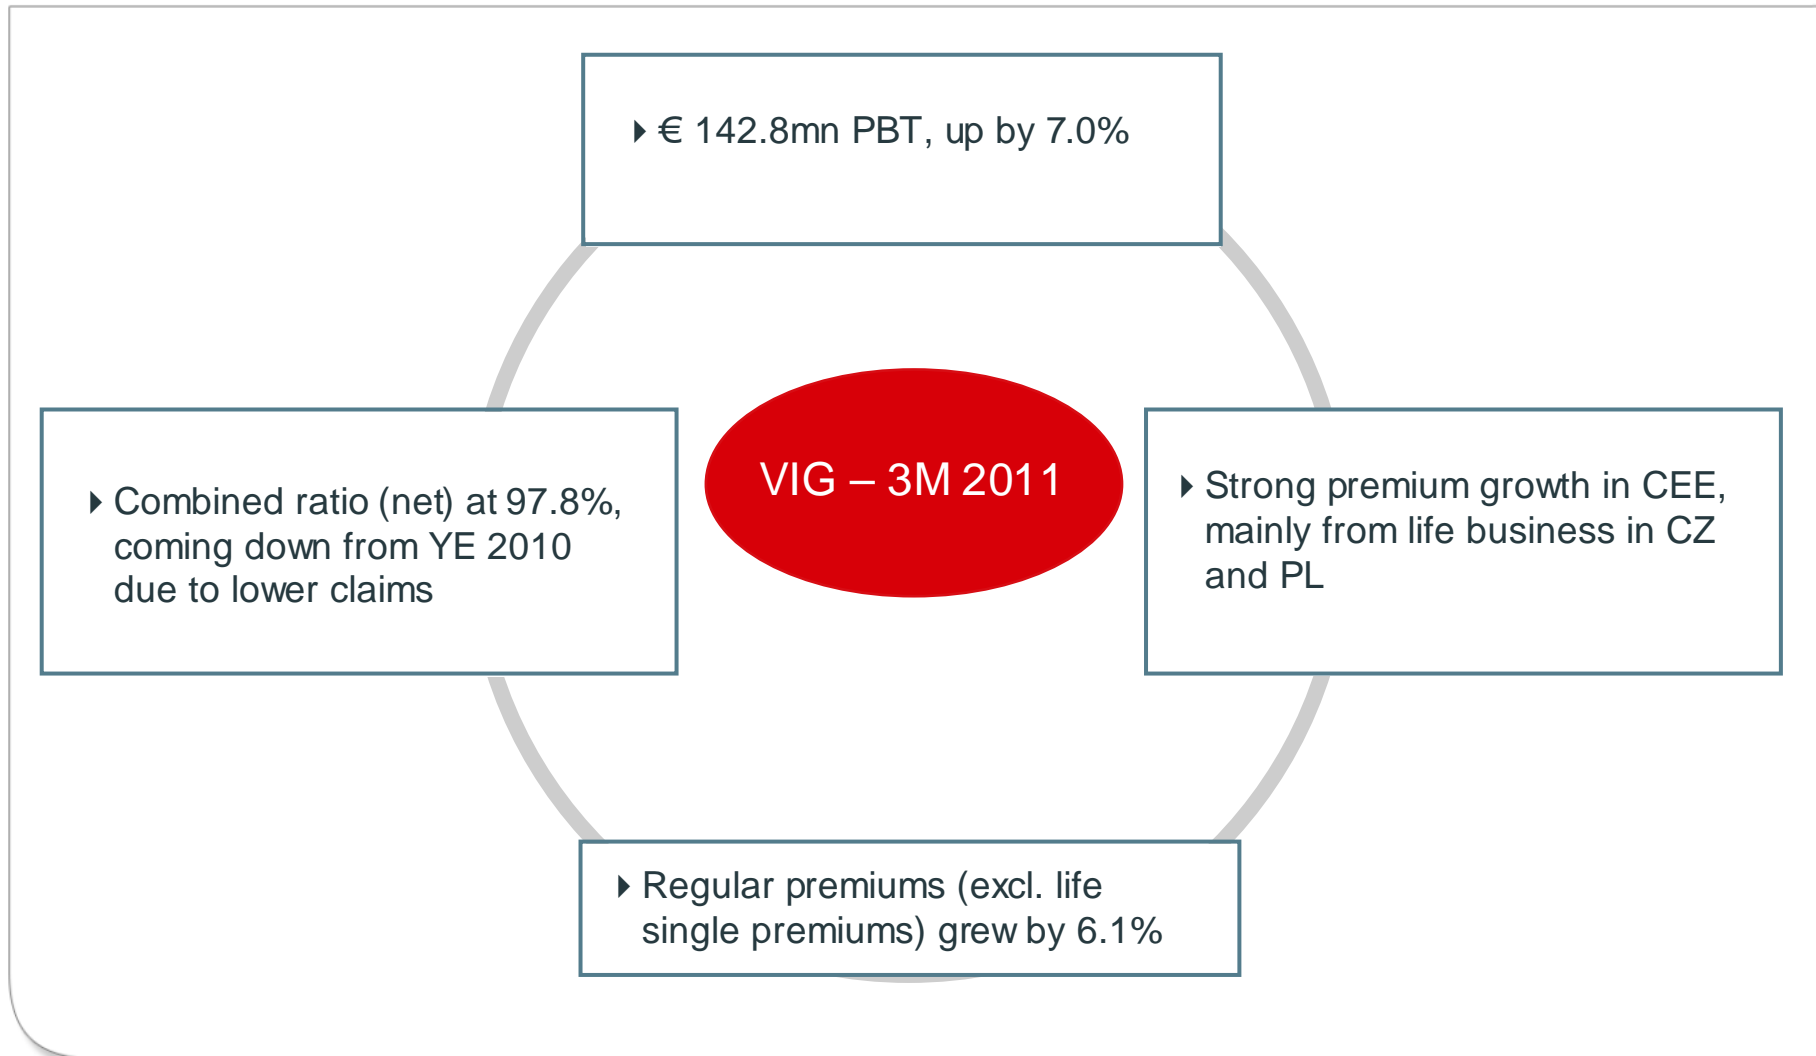 € 142.8mn PBT, up by 7.0%
Combined ratio (net) at 97.8%,
coming down from YE 2010
due to lower claims
VIG – 3M 2011
Strong premium growth in CEE,
mainly from life business in CZ
and PL
Regular premiums (excl. life
single premiums) grew by 6.1%